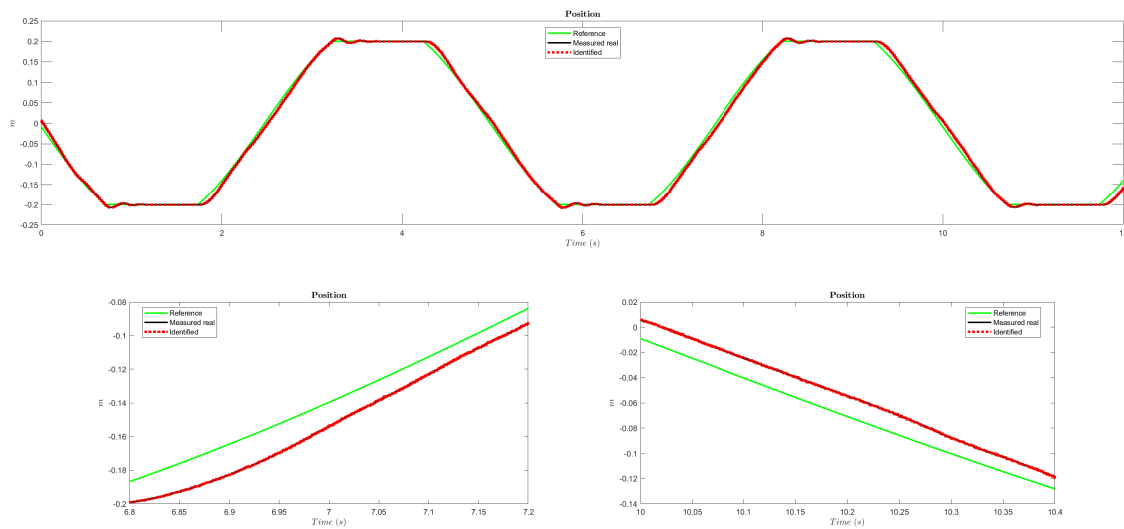 Position
0.25
0.2
0.15
0.1
0.05
0
-0.05
-0.1
-0.15
-0.2
-0.25
m
Reference
Measured real
Identified
0
2
4
6
8
10
12
Time (s)
Position
-0.08
-0.1
-0.12
-0.14
-0.16
-0.18
-0.2
m
Reference
Measured real
Identified
6.8
6.85
6.9
6.95
7
7.05
7.1
7.15
7.2
Time (s)
Position
0.02
0
-0.02
-0.04
-0.06
-0.08
-0.1
-0.12
-0.14
m
Reference
Measured real
Identified
10
10.05
10.1
10.15
10.2
10.25
10.3
10.35
10.4
Time (s)